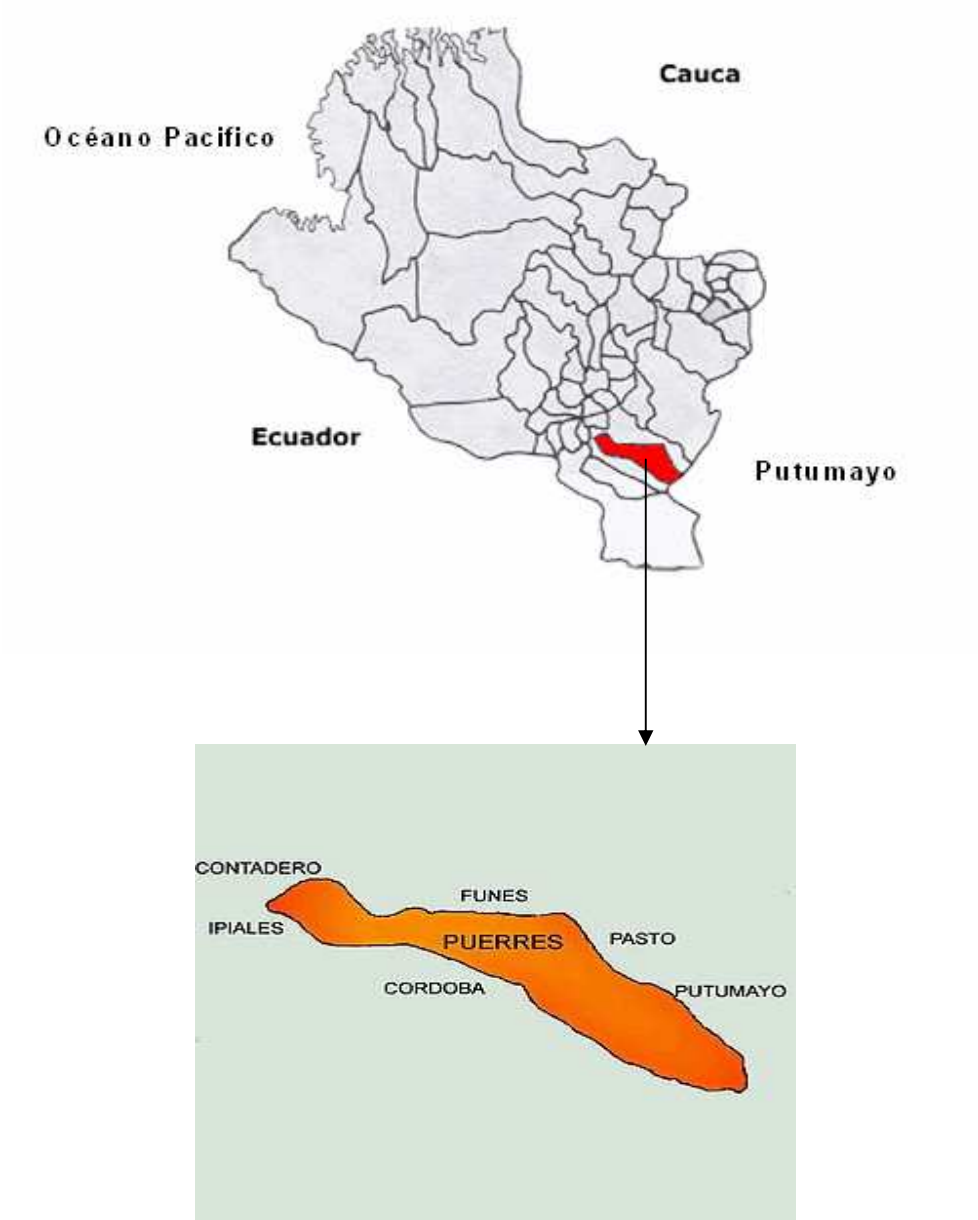 Cauca
Océano Pacifico
Ecuador
Putumayo
CONTADERO
FUNES
IPIALES
PUERRES
PASTO
CORDOBA
PUTUMAYO